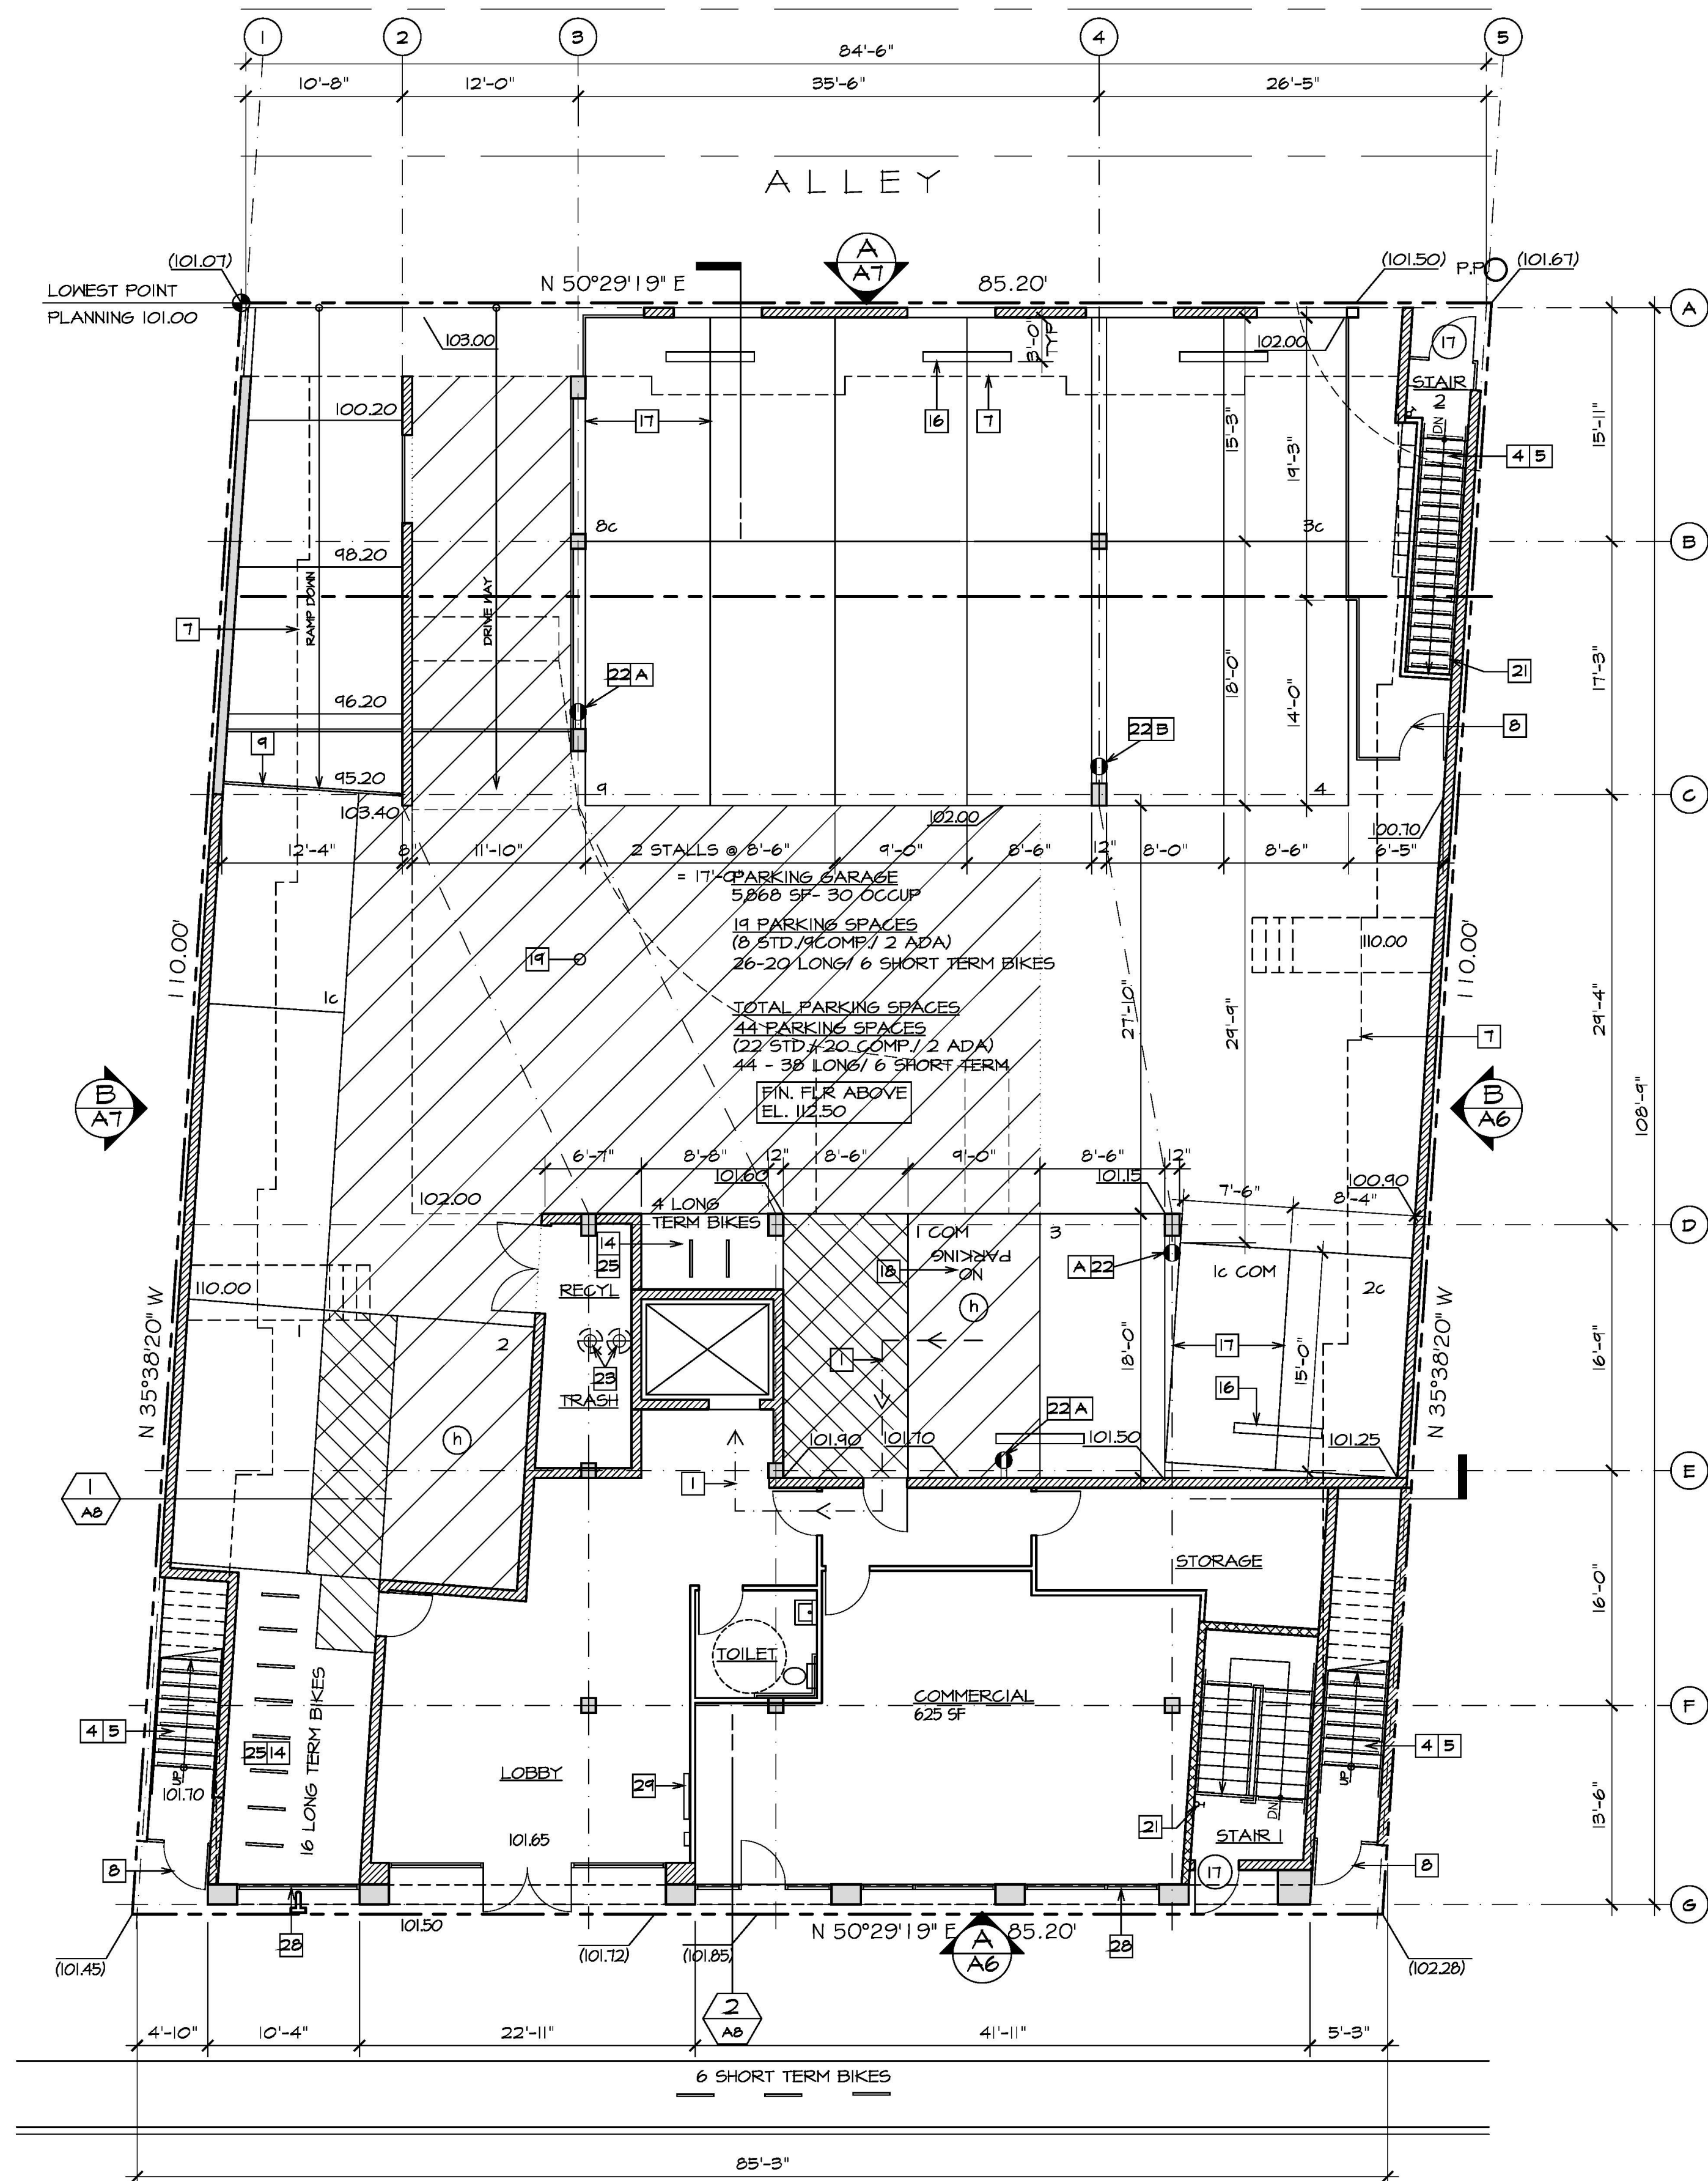 1 2 3 4 5
84'-6"
10'-8" 12'-0" 35'-6" 26'-5"
ALLEY
A
A7
(101.07)
N 50°29'19" E 85.20'
(101.50) P.P (101.67)
LOWEST POINT
PLANNING 101.00
A
103.00
3'-0"
TYP
102.00
17
STAIR
2
DN
100.20
17
16
7
15'-3"
19'-3"
15'-11"
4 5
8c
3c
B
98.20
RAMP DOWN
DRIVE WAY
7
22 A
18'-0"
14'-0"
17'-3"
21
96.20
22 B
8
9
95.20
9
4
C
103.40
102.00
100.70
12'-4" 8" 11'-10" 2 STALLS @ 8'-6" 9'-0" 8'-6" 12" 8'-0" 8'-6" 6'-5"
= 17'-0"
PARKING GARAGE
5,868 SF- 30 OCCUP
19 PARKING SPACES
(8 STD./9COMP./ 2 ADA)
26-20 LONG/ 6 SHORT TERM BIKES
110.00
110.00'
110.00'
19
1c
27'-10"
29'-9"
29'-4"
TOTAL PARKING SPACES
44 PARKING SPACES
(22 STD./ 20 COMP./ 2 ADA)
44 - 38 LONG/ 6 SHORT TERM
7
FIN. FLR ABOVE
EL. 112.50
B
A7
B
A6
108'-9"
6'-7" 8'-8" 12" 8'-6" 9'-0" 8'-6" 12"
101.60
101.15
7'-6" 8'-4"
100.90
102.00
4 LONG
TERM BIKES
D
1 COM
3
NO
PARKING
14
25
18
A 22
1c COM
2c
RECYL
h
110.00
1
2
1
18'-0"
17
15'-0"
16'-9"
N 35°38'20" W
N 35°38'20" W
23
TRASH
16
h
22 A
101.90 101.70 101.50 101.25
E
1
1
A8
STORAGE
16'-0"
TOILET
COMMERCIAL
625 SF
F
4 5
25 14
16 LONG TERM BIKES
UP
101.70
LOBBY
29
4 5
UP
DN
21
STAIR 1
13'-6"
101.65
8
17
8
G
101.50
28
(101.72)
(101.85)
N 50°29'19" E 85.20'
A
A6
28
(101.45)
(102.28)
2
A8
4'-10" 10'-4" 22'-11" 41'-11" 5'-3"
6 SHORT TERM BIKES
85'-3"